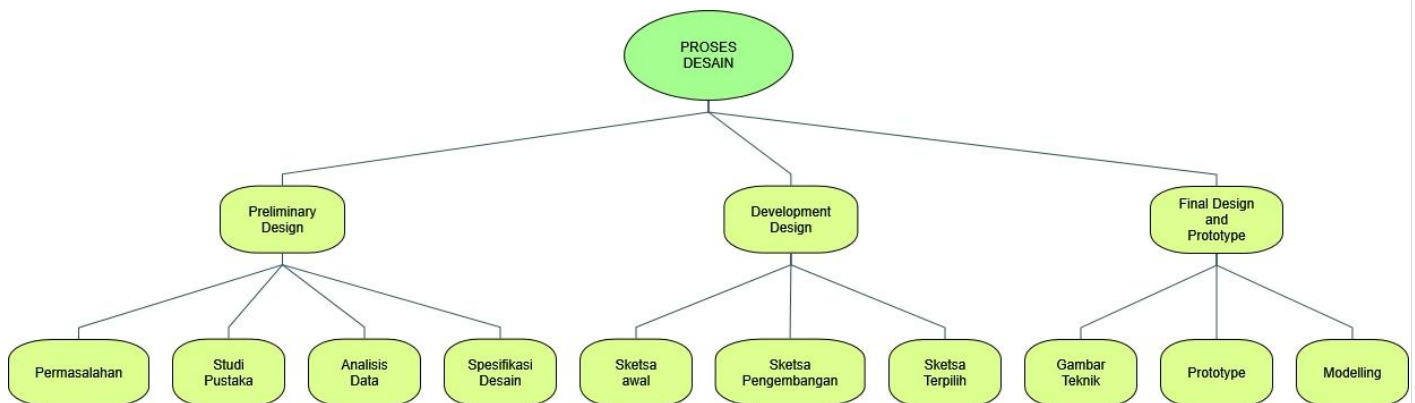 PROSES
DESAIN
Preliminary
Design
Development
Design
Final Design
and
Prototype
Permasalahan
Studi
Pustaka
Analisis
Data
Spesifikasi
Desain
Sketsa
awal
Sketsa
Pengembangan
Sketsa
Terpilih
Gambar
Teknik
Prototype
Modelling